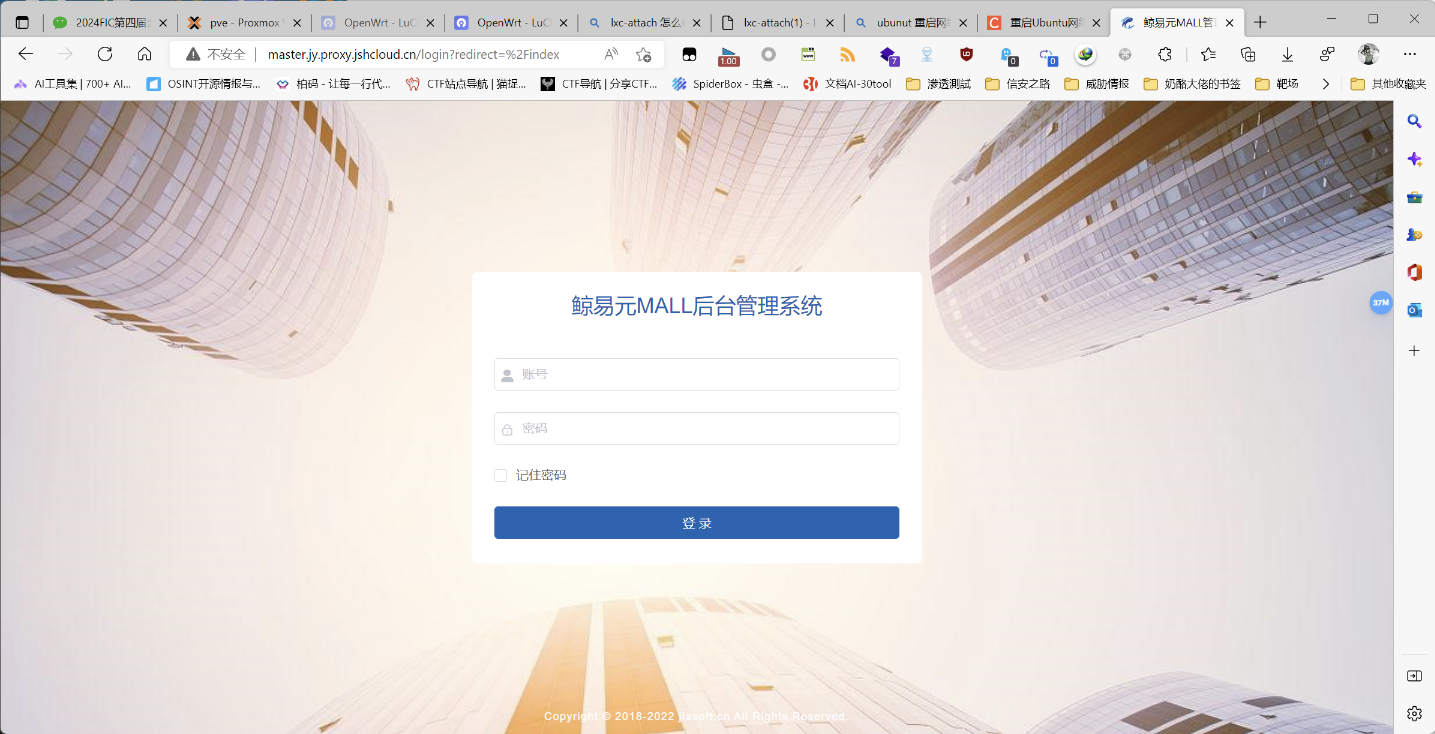 2024FIC第四届全
pve - Proxmox V
OpenWrt - LuC
OpenWrt - LuC
lxc-attach 怎么
lxc-attach(1) - L
ubunut 重启网
重启Ubuntu网
鲸易元MALL管
不安全
master.jy.proxy.jshcloud.cn/login?redirect=%2Findex
1.00
7
0
0
AI工具集 | 700+ AI...
OSINT开源情报与...
柏码 - 让每一行代...
CTF站点导航 | 猫捉...
CTF导航 | 分享CTF...
SpiderBox - 虫盒 -...
文档AI-30tool
渗透测试
信安之路
威胁情报
奶酪大佬的书签
靶场
其他收藏夹
37M
鲸易元MALL后台管理系统
账号
密码
记住密码
登 录
Copyright © 2018-2022 jiasoft.cn All Rights Reserved.